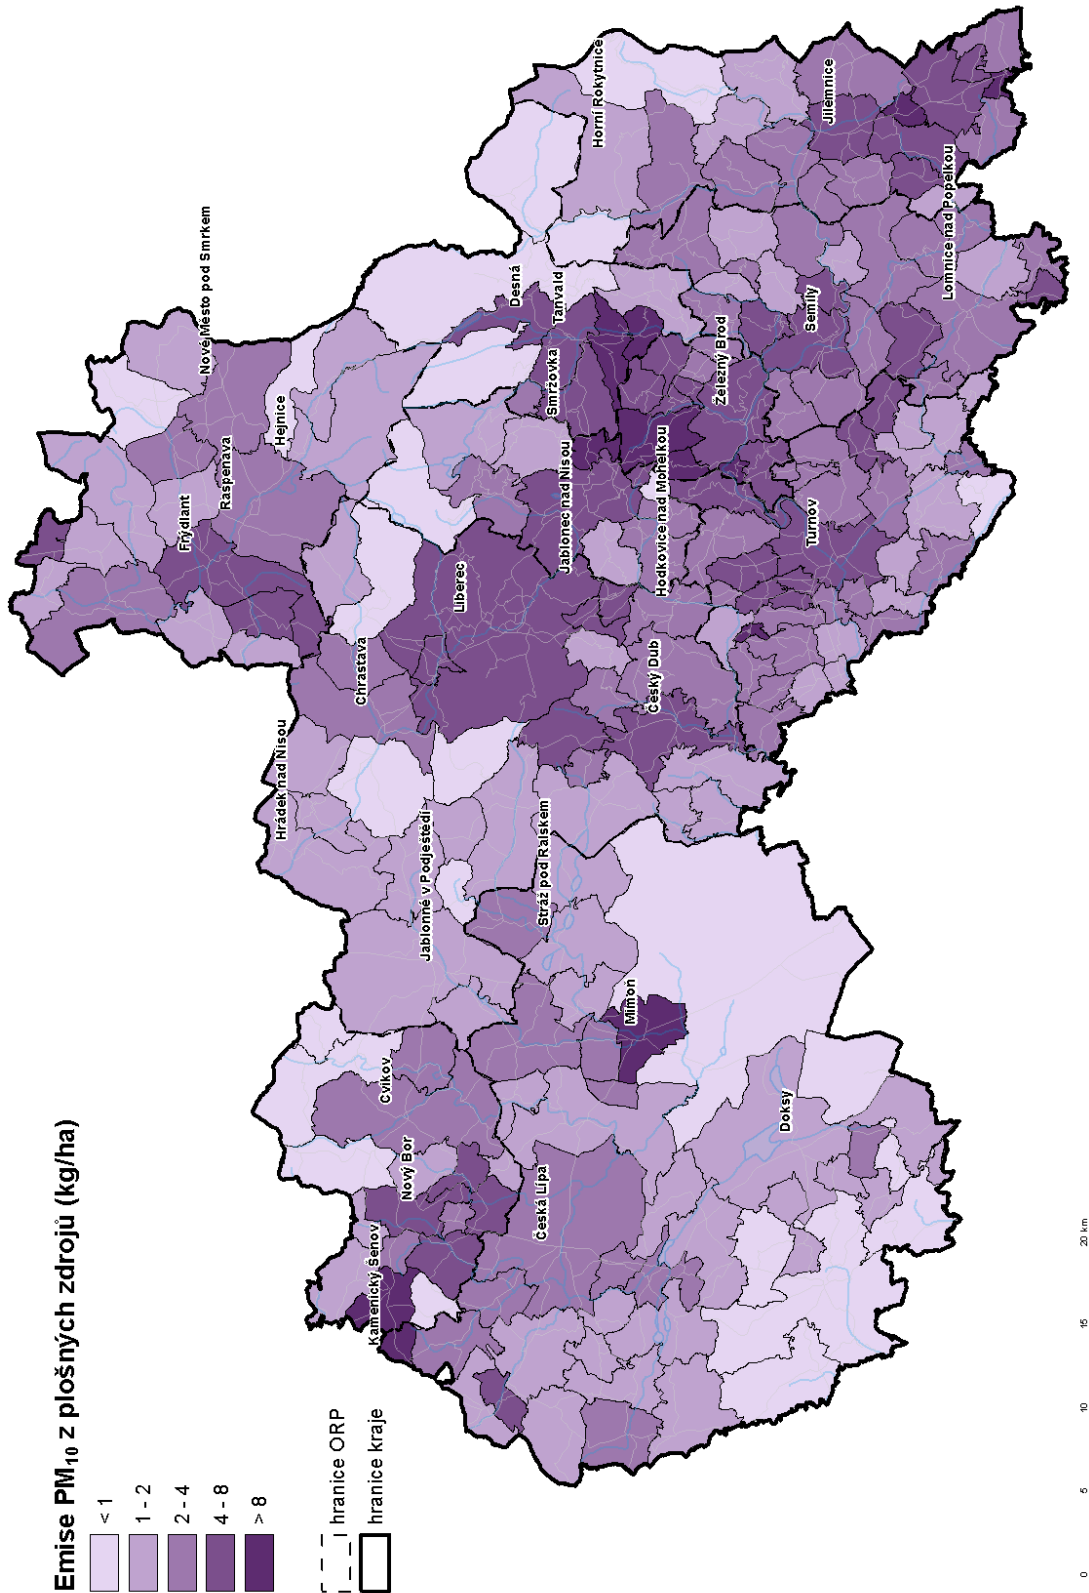 Emise PM₁₀ z plošných zdrojů (kg/ha)
< 1
1 - 2
2 - 4
4 - 8
> 8
hranice ORP
hranice kraje
Kamenický Šenov
Nový Bor
Cvikov
Česká Lípa
Doksy
Mimoň
Stráž pod Ralskem
Jablonné v Podještědí
Hrádek nad Nisou
Chrastava
Liberec
Český Dub
Hodkovice nad Mohelkou
Jablonec nad Nisou
Frýdlant
Raspenava
Hejnice
Nové Město pod Smrkem
Smržovka
Tanvald
Desná
Železný Brod
Turnov
Semily
Lomnice nad Popelkou
Jilemnice
Horní Rokytnice
0
5
10
15
20 km